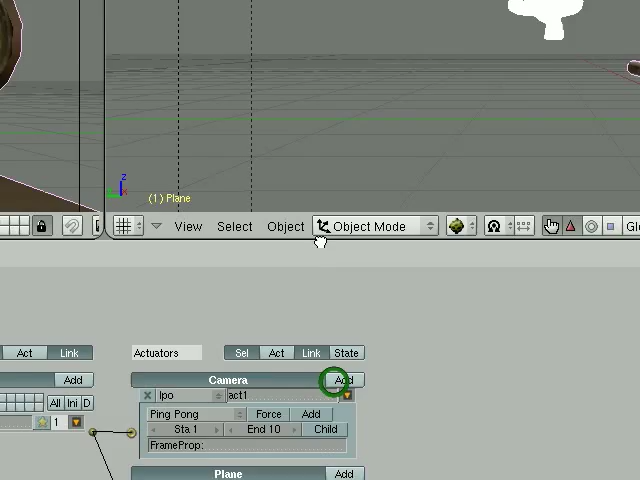 z
(1) Plane
View Select Object Object Mode Glo
Act Link Actuators Sel Act Link State
Add Camera Add
All Ini D Ipo act1
1 Ping Pong Force Add
Sta 1 End 10 Child
FrameProp:
Plane Add